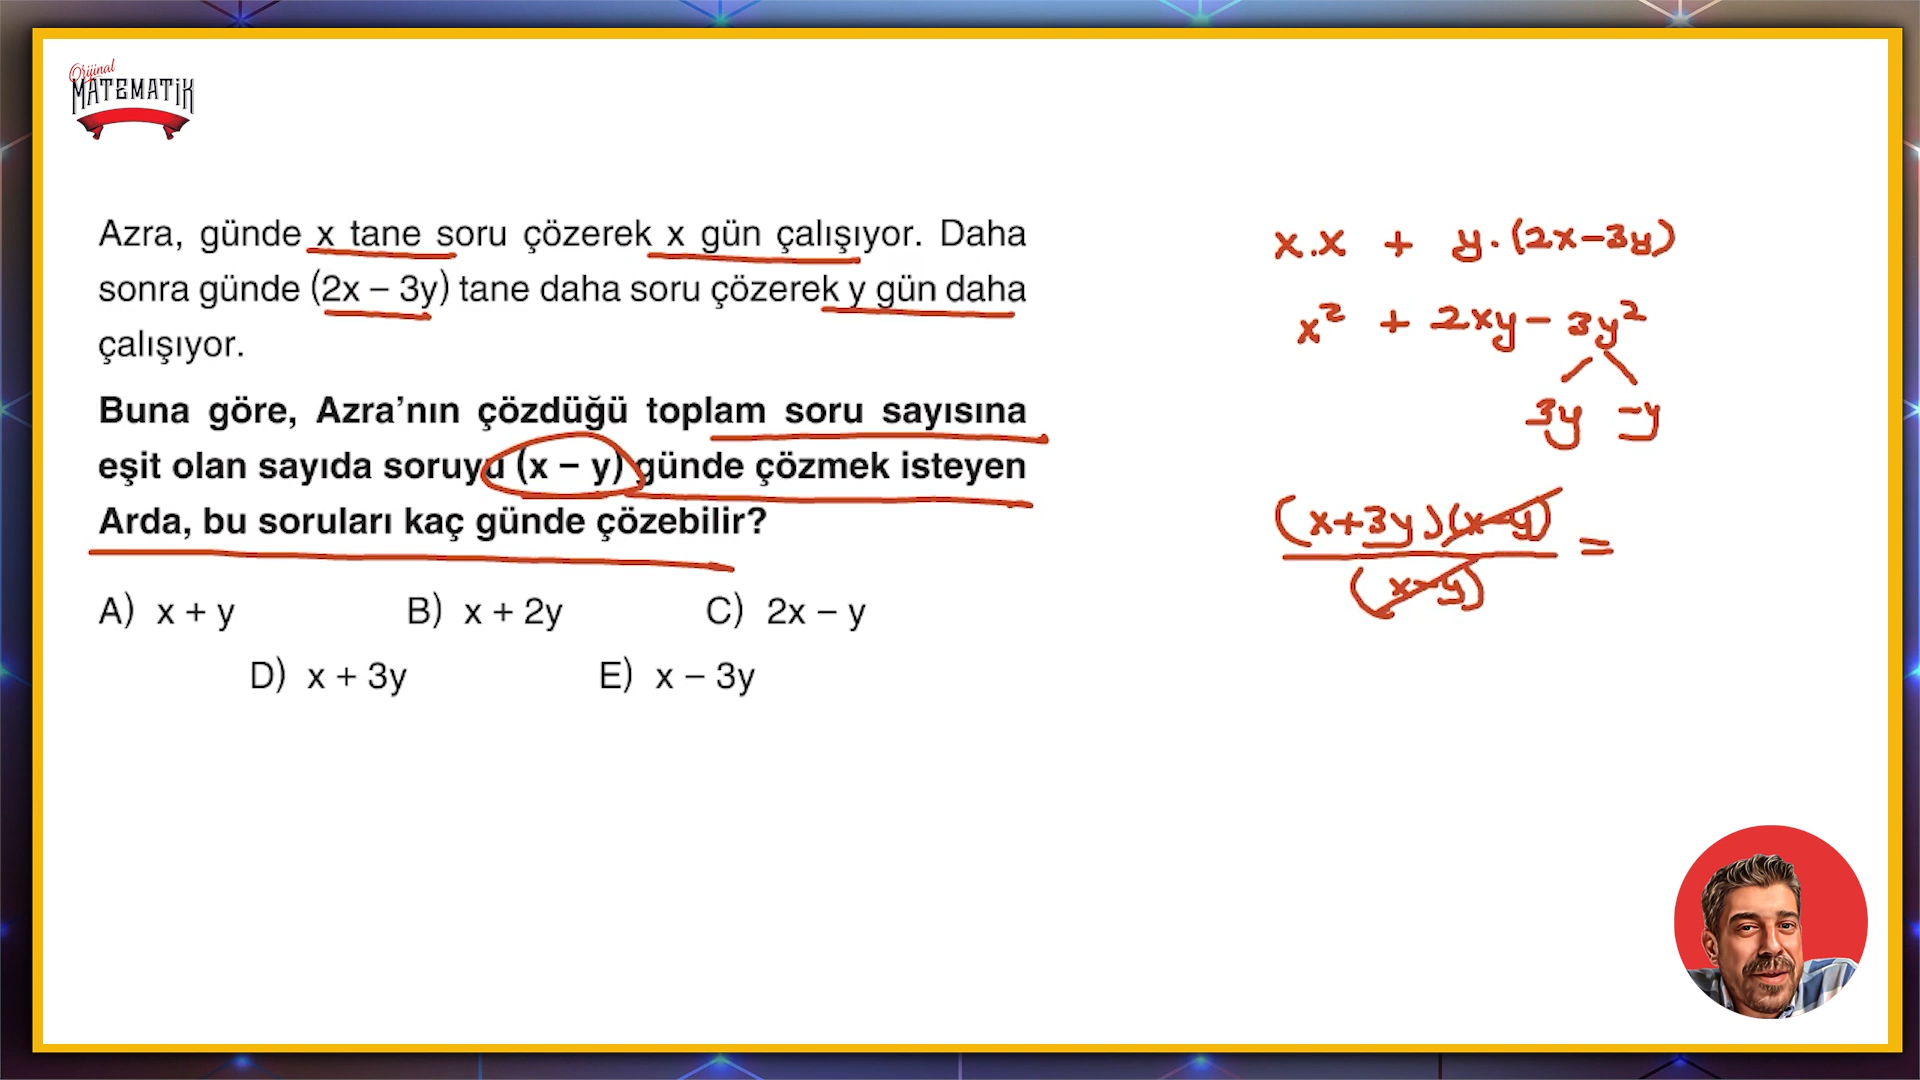 Orijinal
MATEMATİK
Azra, günde x tane soru çözerek x gün çalışıyor. Daha
sonra günde (2x – 3y) tane daha soru çözerek y gün daha
çalışıyor.
Buna göre, Azra’nın çözdüğü toplam soru sayısına
eşit olan sayıda soruyu (x – y) günde çözmek isteyen
Arda, bu soruları kaç günde çözebilir?
A) x + y B) x + 2y C) 2x – y
D) x + 3y E) x – 3y
x.x + y.(2x-3y)
x² + 2xy - 3y²
3y -y
(x+3y)(x-y) =
(x-y)